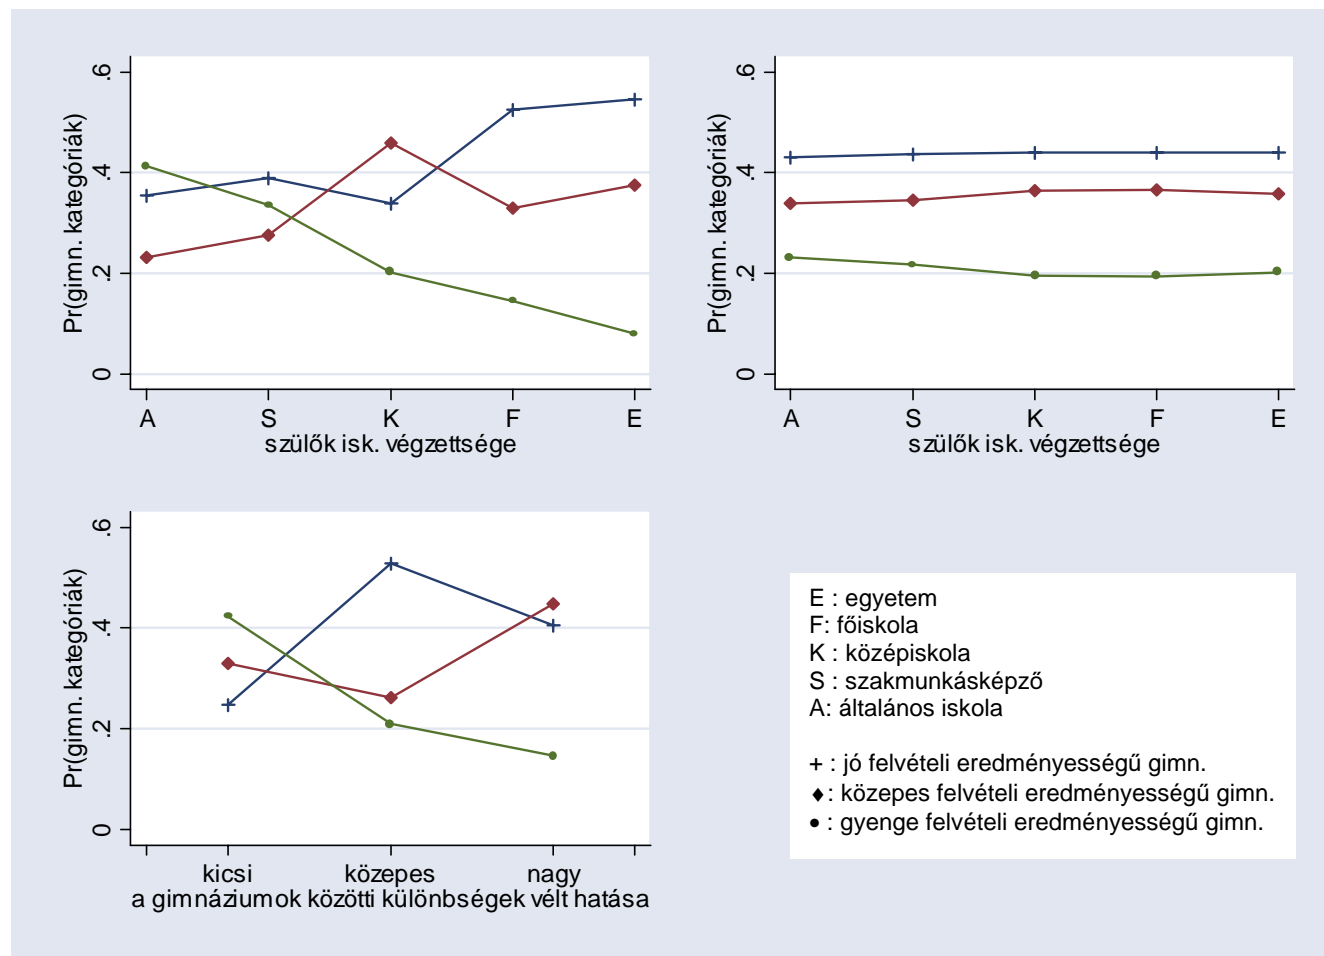 Pr(gimn. kategóriák)
.6
.4
.2
0
A S K F E
szülők isk. végzettsége
Pr(gimn. kategóriák)
.6
.4
.2
0
A S K F E
szülők isk. végzettsége
Pr(gimn. kategóriák)
.6
.4
.2
0
kicsi közepes nagy
a gimnáziumok közötti különbségek vélt hatása
E : egyetem
F: főiskola
K : középiskola
S : szakmunkásképző
A: általános iskola
+ : jó felvételi eredményességű gimn.
♦: közepes felvételi eredményességű gimn.
● : gyenge felvételi eredményességű gimn.